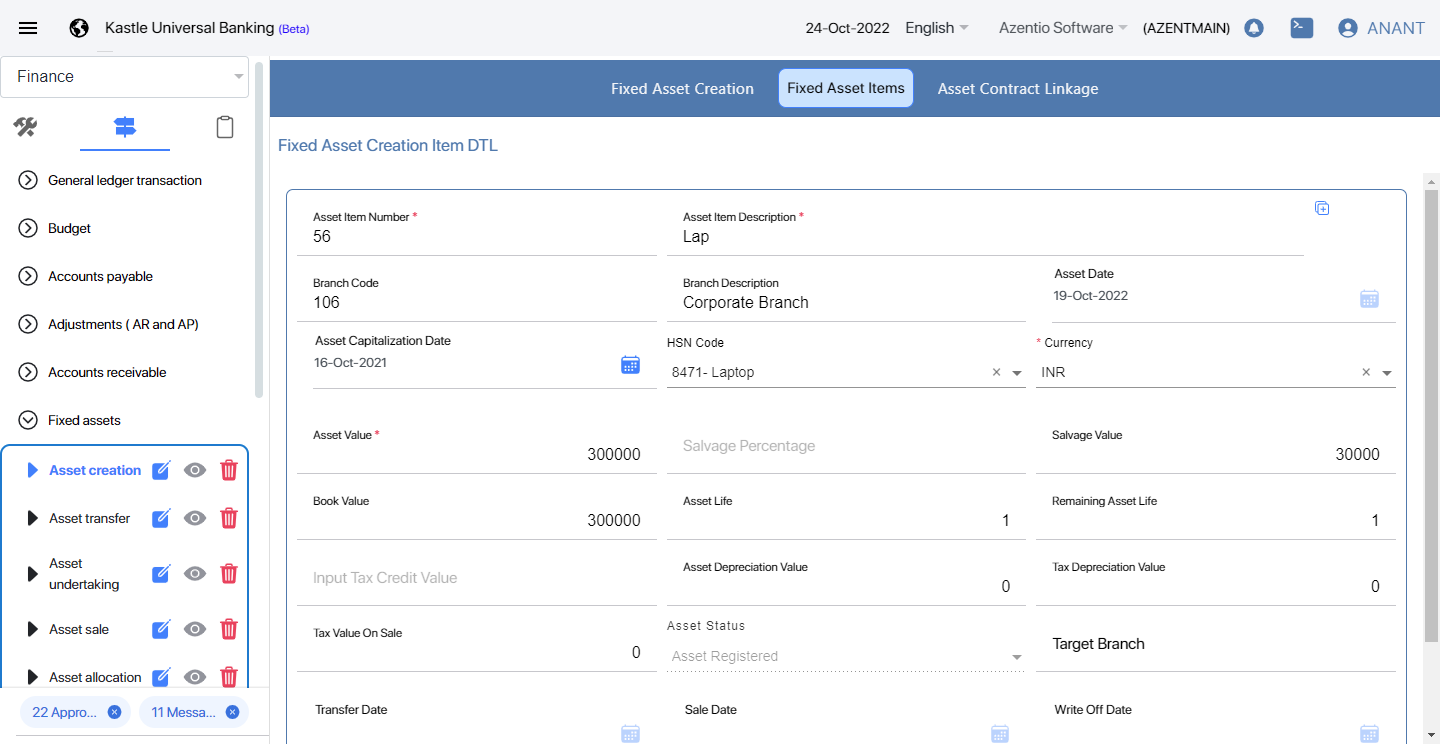 Kastle Universal Banking (Beta)
24-Oct-2022 English Azentio Software (AZENTMAIN) ANANT
Finance
General ledger transaction
Budget
Accounts payable
Adjustments ( AR and AP)
Accounts receivable
Fixed assets
Asset creation
Asset transfer
Asset
undertaking
Asset sale
Asset allocation
22 Appro... 11 Messa...
Fixed Asset Creation Fixed Asset Items Asset Contract Linkage
Fixed Asset Creation Item DTL
Asset Item Number * Asset Item Description *
56 Lap
Branch Code Branch Description Asset Date
106 Corporate Branch 19-Oct-2022
Asset Capitalization Date HSN Code * Currency
16-Oct-2021 8471- Laptop × INR ×
Asset Value * Salvage Percentage Salvage Value
300000 30000
Book Value Asset Life Remaining Asset Life
300000 1 1
Input Tax Credit Value Asset Depreciation Value Tax Depreciation Value
0 0
Tax Value On Sale Asset Status Target Branch
0 Asset Registered
Transfer Date Sale Date Write Off Date